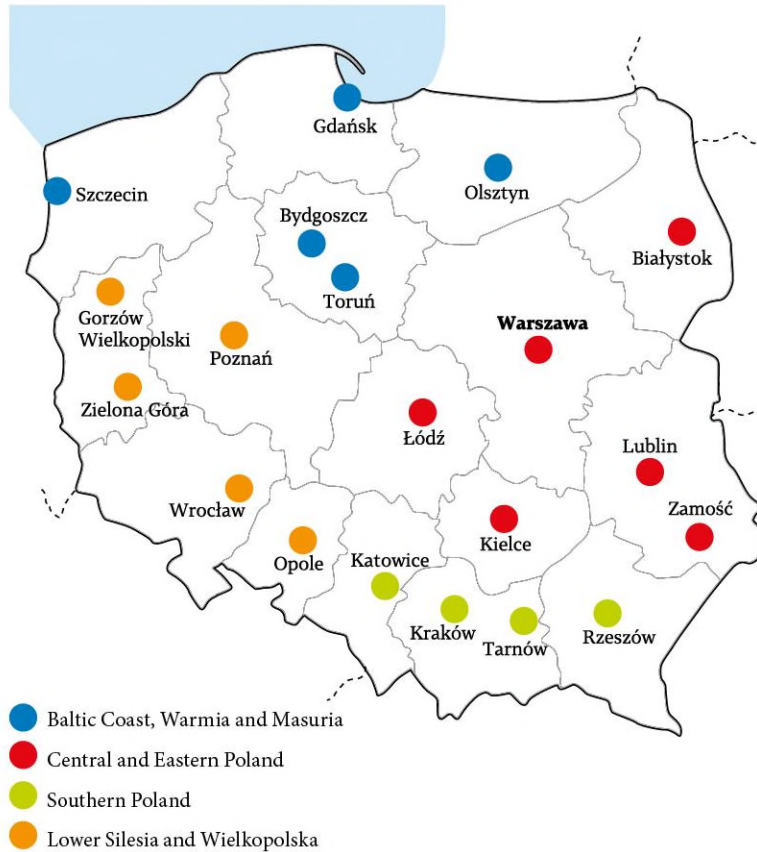 Gdańsk
Olsztyn
Szczecin
Bydgoszcz
Białystok
Toruń
Gorzów
Wielkopolski
Warszawa
Poznań
Zielona Góra
Łódź
Lublin
Wrocław
Zamość
Kielce
Opole
Katowice
Kraków
Tarnów
Rzeszów
Baltic Coast, Warmia and Masuria
Central and Eastern Poland
Southern Poland
Lower Silesia and Wielkopolska